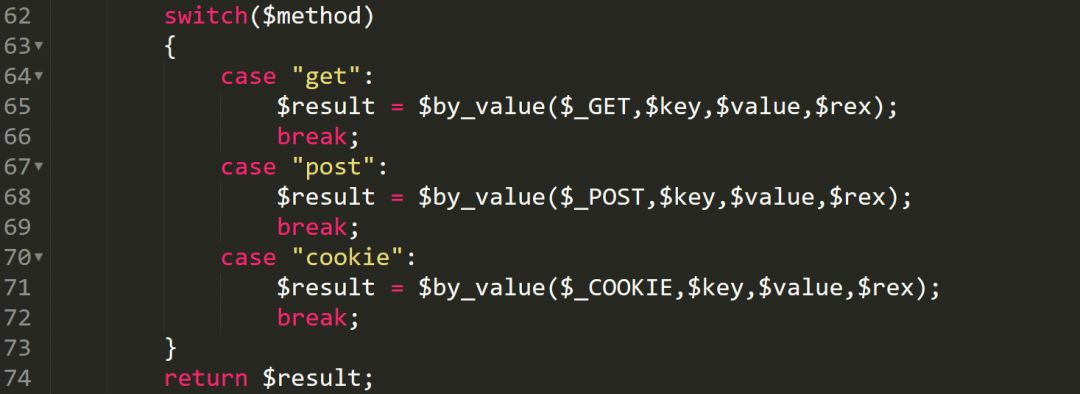 62 switch($method)
63 {
64 case "get":
65 $result = $by_value($_GET,$key,$value,$rex);
66 break;
67 case "post":
68 $result = $by_value($_POST,$key,$value,$rex);
69 break;
70 case "cookie":
71 $result = $by_value($_COOKIE,$key,$value,$rex);
72 break;
73 }
74 return $result;